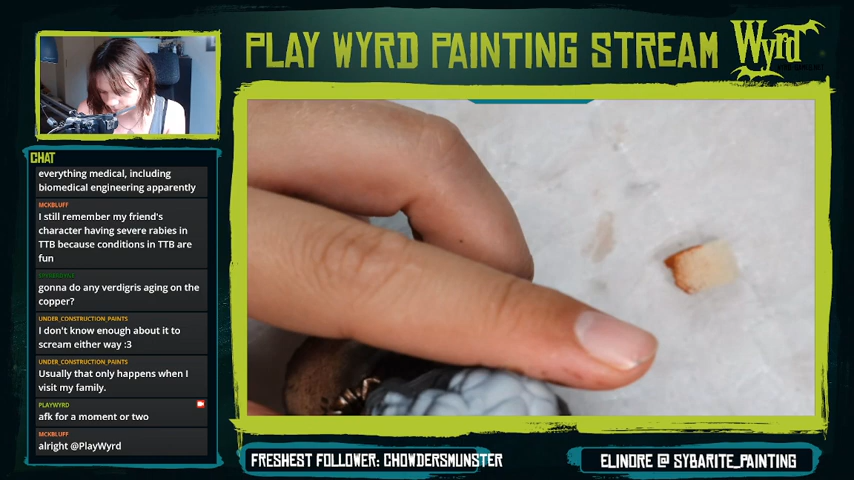 PLAY WYRD PAINTING STREAM
Wyrd
CHAT
everything medical, including
biomedical engineering apparently
MCKBLUFF
I still remember my friend's
character having severe rabies in
TTB because conditions in TTB are
fun
gonna do any verdigris aging on the
copper?
UNDER_CONSTRUCTION_PAINTS
I don't know enough about it to
scream either way :3
UNDER_CONSTRUCTION_PAINTS
Usually that only happens when I
visit my family.
PLAYWYRD
afk for a moment or two
MCKBLUFF
alright @PlayWyrd
FRESHEST FOLLOWER: CHOWDERSMUNSTER
ELINORE @ SYBARITE_PAINTING